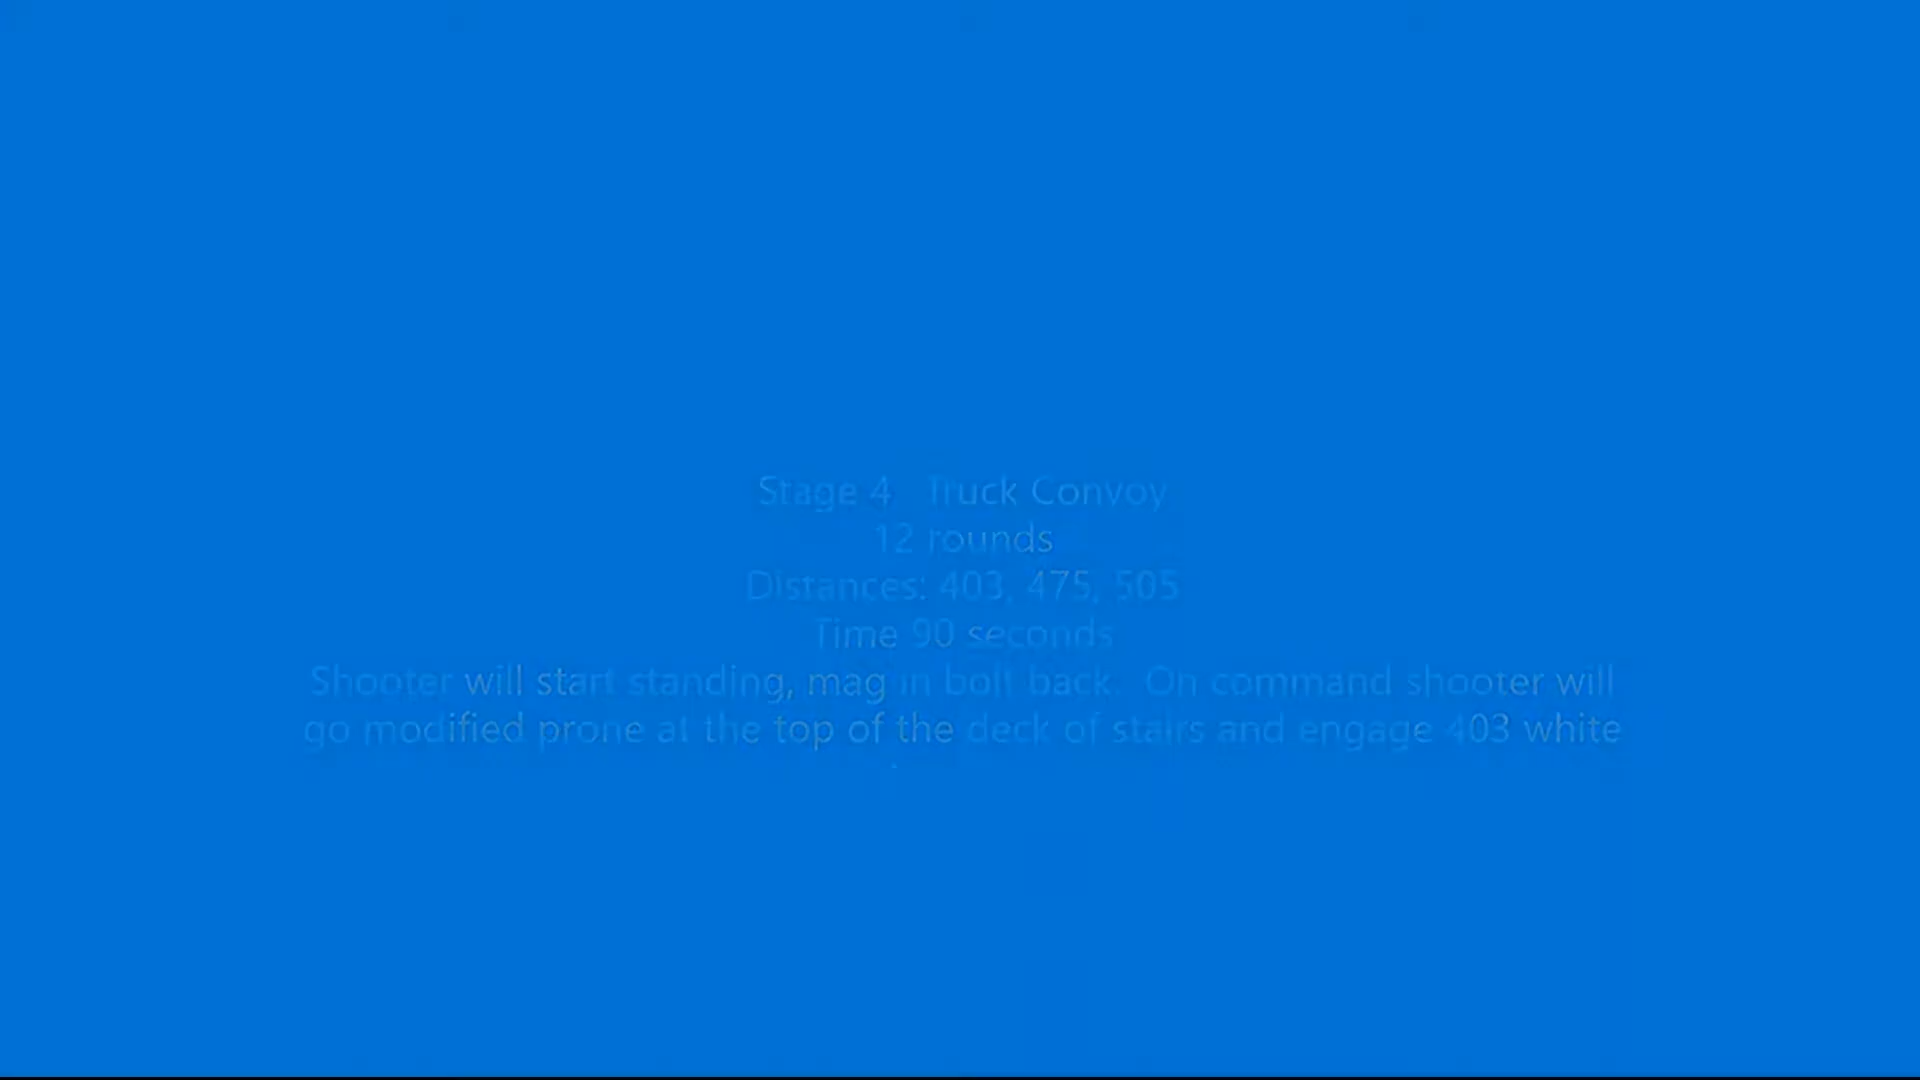 Stage 4 Truck Convoy
12 rounds
Distances: 403, 475, 505
Time 90 seconds
Shooter will start standing, mag in bolt back. On command shooter will
go modified prone at the top of the deck of stairs and engage 403 white